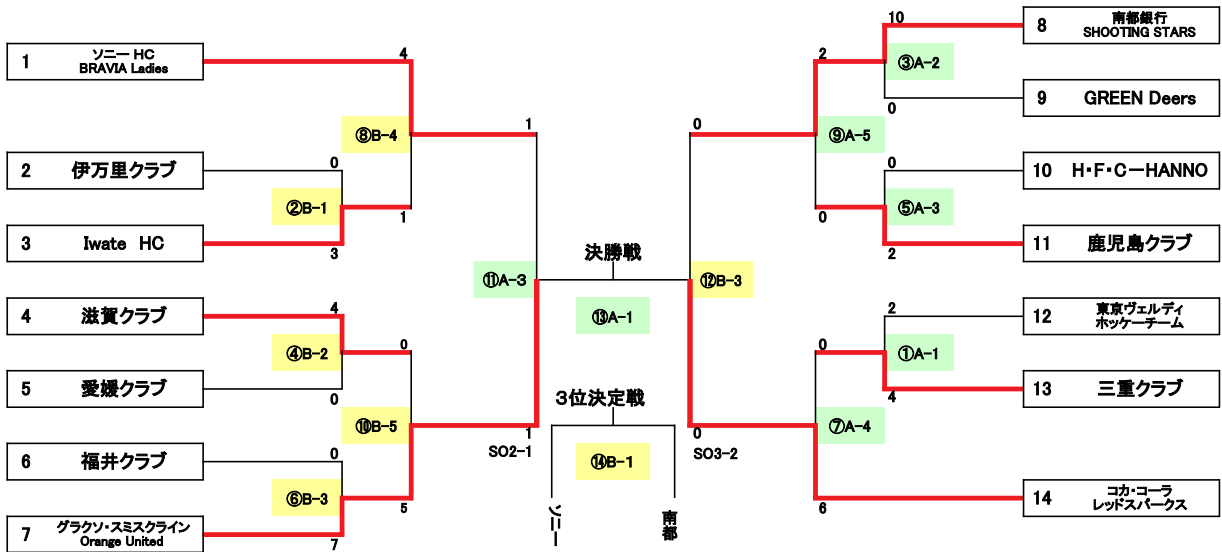 1 ソニー HC
BRAVIA Ladies
4
⑧B-4
1
2 伊万里クラブ
0
②B-1
1
3 Iwate HC
3
⑪A-3
4 滋賀クラブ
4
④B-2
0
5 愛媛クラブ
0
⑩B-5
1
SO2-1
6 福井クラブ
0
⑥B-3
5
7 グラクソ・スミスクライン
Orange United
7
決勝戦
⑬A-1
3位決定戦
⑭B-1
ソニー
南都
10
8 南都銀行
SHOOTING STARS
2
③A-2
0
9 GREEN Deers
0
⑨A-5
0
10 H・F・C－HANNO
0
⑤A-3
2
11 鹿児島クラブ
⑫B-3
2
12 東京ヴェルディ
ホッケーチーム
0
①A-1
4
13 三重クラブ
⑦A-4
0
SO3-2
6
14 コカ・コーラ
レッドスパークス